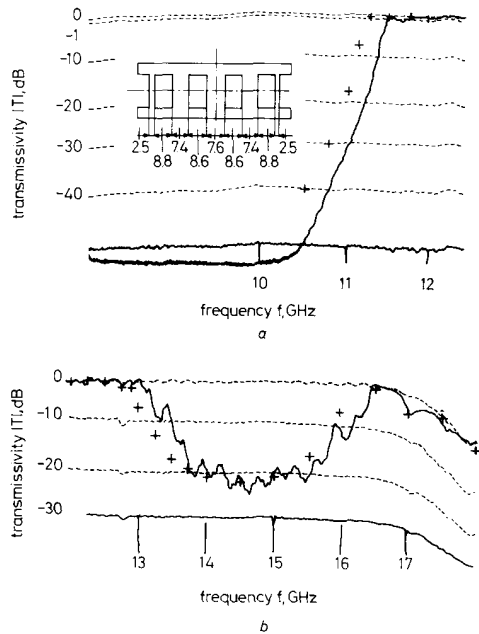 transmissivity |T|, dB
0
-1
-10
-20
-30
-40
2.5 7.4 7.6 7.4 2.5
8.8 8.6 8.6 8.8
10 11 12
frequency f, GHz
a
transmissivity |T|, dB
0
-10
-20
-30
13 14 15 16 17
frequency f, GHz
b